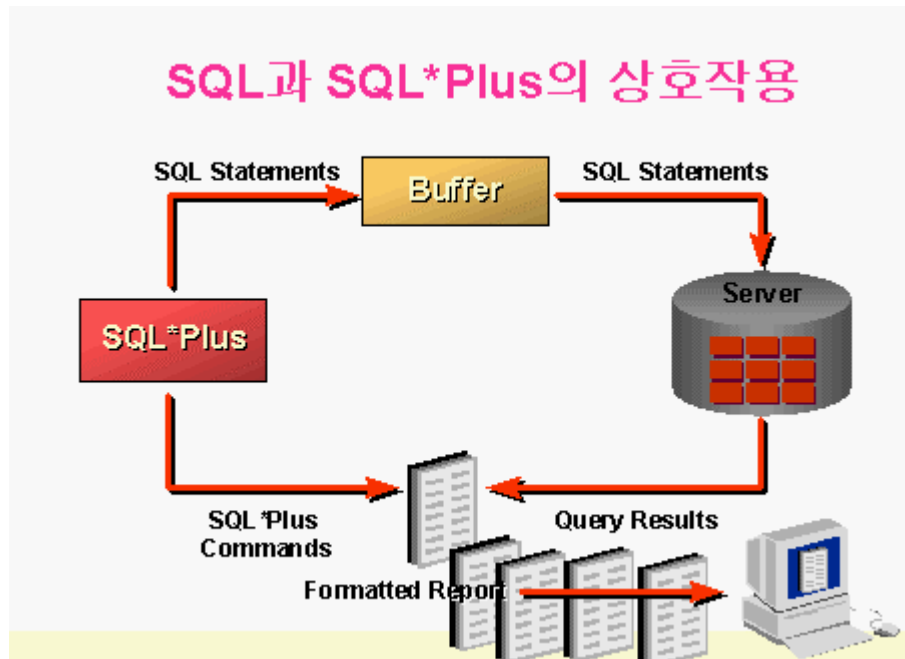 SQL과 SQL*Plus의 상호작용
SQL Statements
Buffer
SQL Statements
Server
SQL*Plus
SQL*Plus
Commands
Query Results
Formatted Report